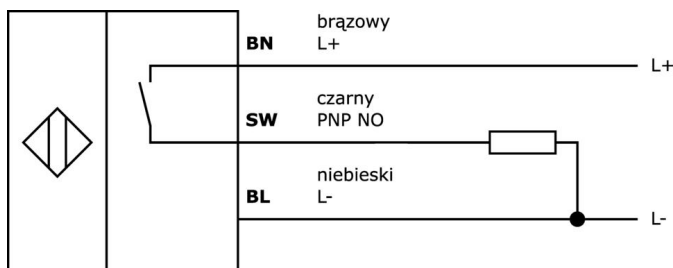 brązowy
BN L+
L+
czarny
SW PNP NO
niebieski
BL L-
L-